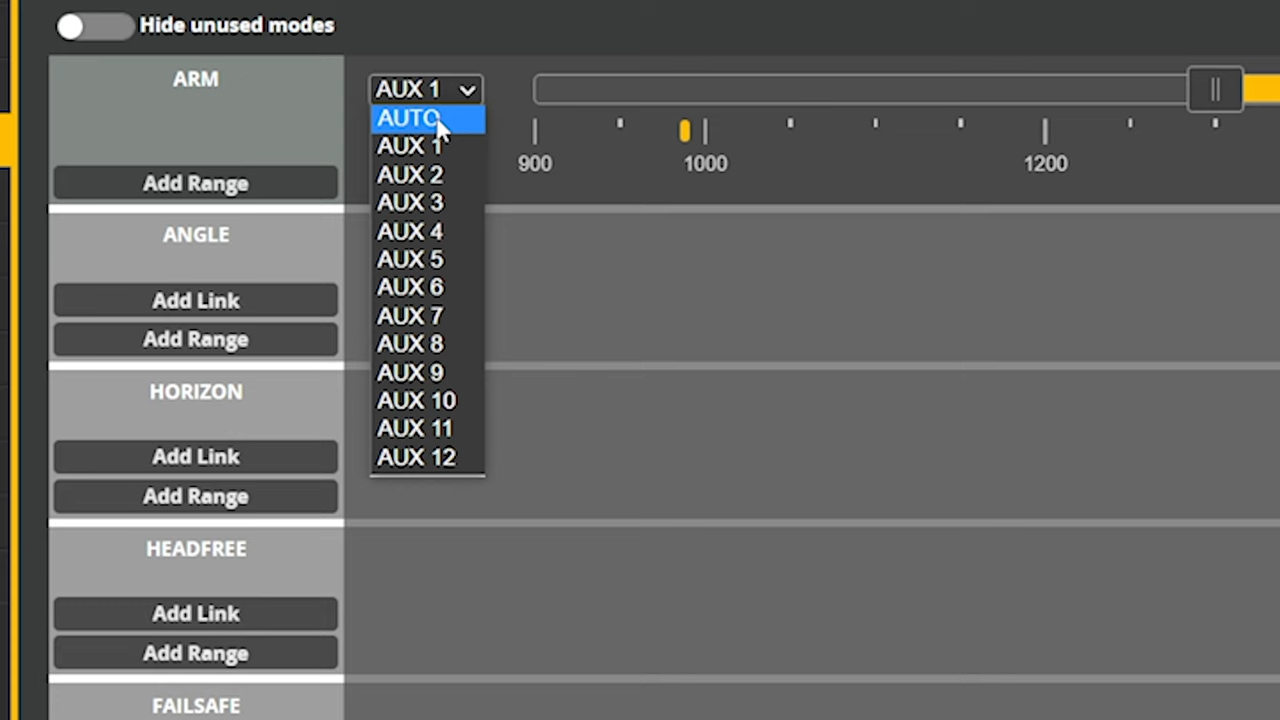 Hide unused modes
ARM
AUX 1
AUTO
AUX 1
AUX 2
AUX 3
AUX 4
AUX 5
AUX 6
AUX 7
AUX 8
AUX 9
AUX 10
AUX 11
AUX 12
900
1000
1200
Add Range
ANGLE
Add Link
Add Range
HORIZON
Add Link
Add Range
HEADFREE
Add Link
Add Range
FAILSAFE